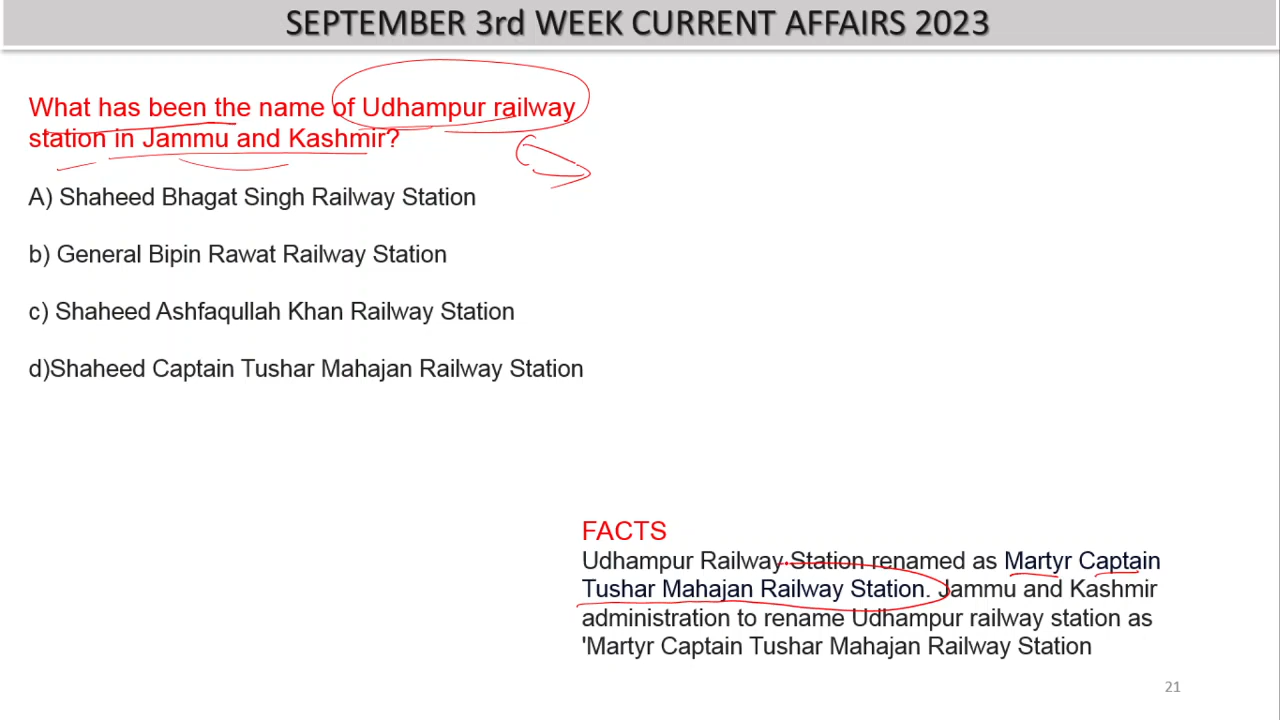 SEPTEMBER 3rd WEEK CURRENT AFFAIRS 2023
What has been the name of Udhampur railway
station in Jammu and Kashmir?
A) Shaheed Bhagat Singh Railway Station
b) General Bipin Rawat Railway Station
c) Shaheed Ashfaqullah Khan Railway Station
d)Shaheed Captain Tushar Mahajan Railway Station
FACTS
Udhampur Railway Station renamed as Martyr Captain
Tushar Mahajan Railway Station. Jammu and Kashmir
administration to rename Udhampur railway station as
'Martyr Captain Tushar Mahajan Railway Station
21